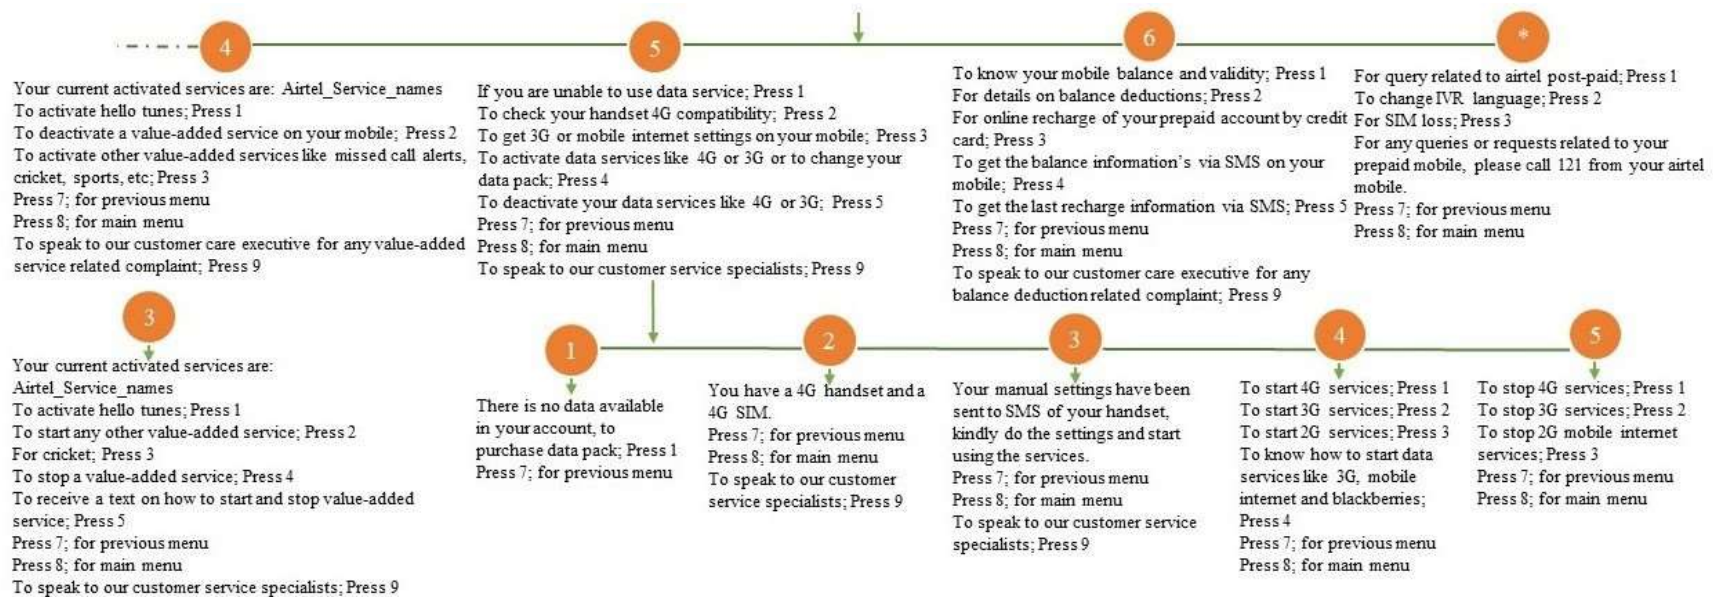 4
Your current activated services are: Airtel_Service_names
To activate hello tunes; Press 1
To deactivate a value-added service on your mobile; Press 2
To activate other value-added services like missed call alerts,
cricket, sports, etc; Press 3
Press 7; for previous menu
Press 8; for main menu
To speak to our customer care executive for any value-added
service related complaint; Press 9
5
If you are unable to use data service; Press 1
To check your handset 4G compatibility; Press 2
To get 3G or mobile internet settings on your mobile; Press 3
To activate data services like 4G or 3G or to change your
data pack; Press 4
To deactivate your data services like 4G or 3G; Press 5
Press 7; for previous menu
Press 8; for main menu
To speak to our customer service specialists; Press 9
6
To know your mobile balance and validity; Press 1
For details on balance deductions; Press 2
For online recharge of your prepaid account by credit
card; Press 3
To get the balance information's via SMS on your
mobile; Press 4
To get the last recharge information via SMS; Press 5
Press 7; for previous menu
Press 8; for main menu
To speak to our customer care executive for any
balance deduction related complaint; Press 9
*
For query related to airtel post-paid; Press 1
To change IVR language; Press 2
For SIM loss; Press 3
For any queries or requests related to your
prepaid mobile, please call 121 from your airtel
mobile.
Press 7; for previous menu
Press 8; for main menu
3
Your current activated services are:
Airtel_Service_names
To activate hello tunes; Press 1
To start any other value-added service; Press 2
For cricket; Press 3
To stop a value-added service; Press 4
To receive a text on how to start and stop value-added
service; Press 5
Press 7; for previous menu
Press 8; for main menu
To speak to our customer service specialists; Press 9
1
There is no data available
in your account, to
purchase data pack; Press 1
Press 7; for previous menu
2
You have a 4G handset and a
4G SIM.
Press 7; for previous menu
Press 8; for main menu
To speak to our customer
service specialists; Press 9
3
Your manual settings have been
sent to SMS of your handset,
kindly do the settings and start
using the services.
Press 7; for previous menu
Press 8; for main menu
To speak to our customer service
specialists; Press 9
4
To start 4G services; Press 1
To start 3G services; Press 2
To start 2G services; Press 3
To know how to start data
services like 3G, mobile
internet and blackberries;
Press 4
Press 7; for previous menu
Press 8; for main menu
5
To stop 4G services; Press 1
To stop 3G services; Press 2
To stop 2G mobile internet
services; Press 3
Press 7; for previous menu
Press 8; for main menu